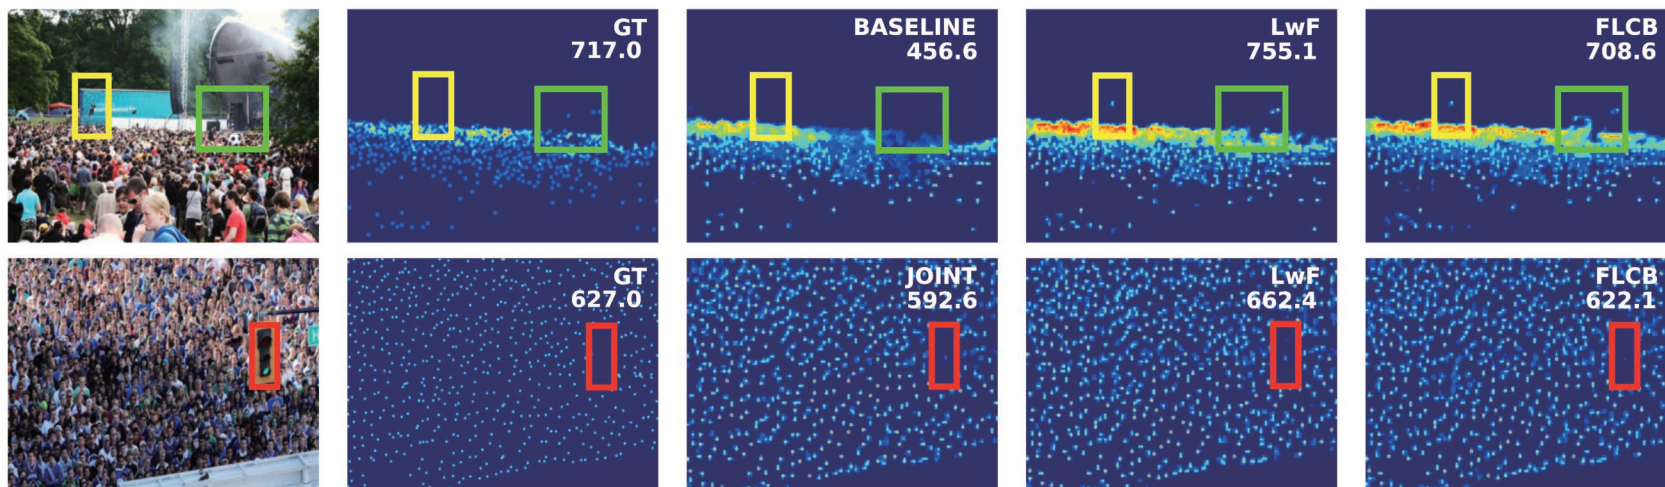 GT
717.0
BASELINE
456.6
LwF
755.1
FLCB
708.6
GT
627.0
JOINT
592.6
LwF
662.4
FLCB
622.1